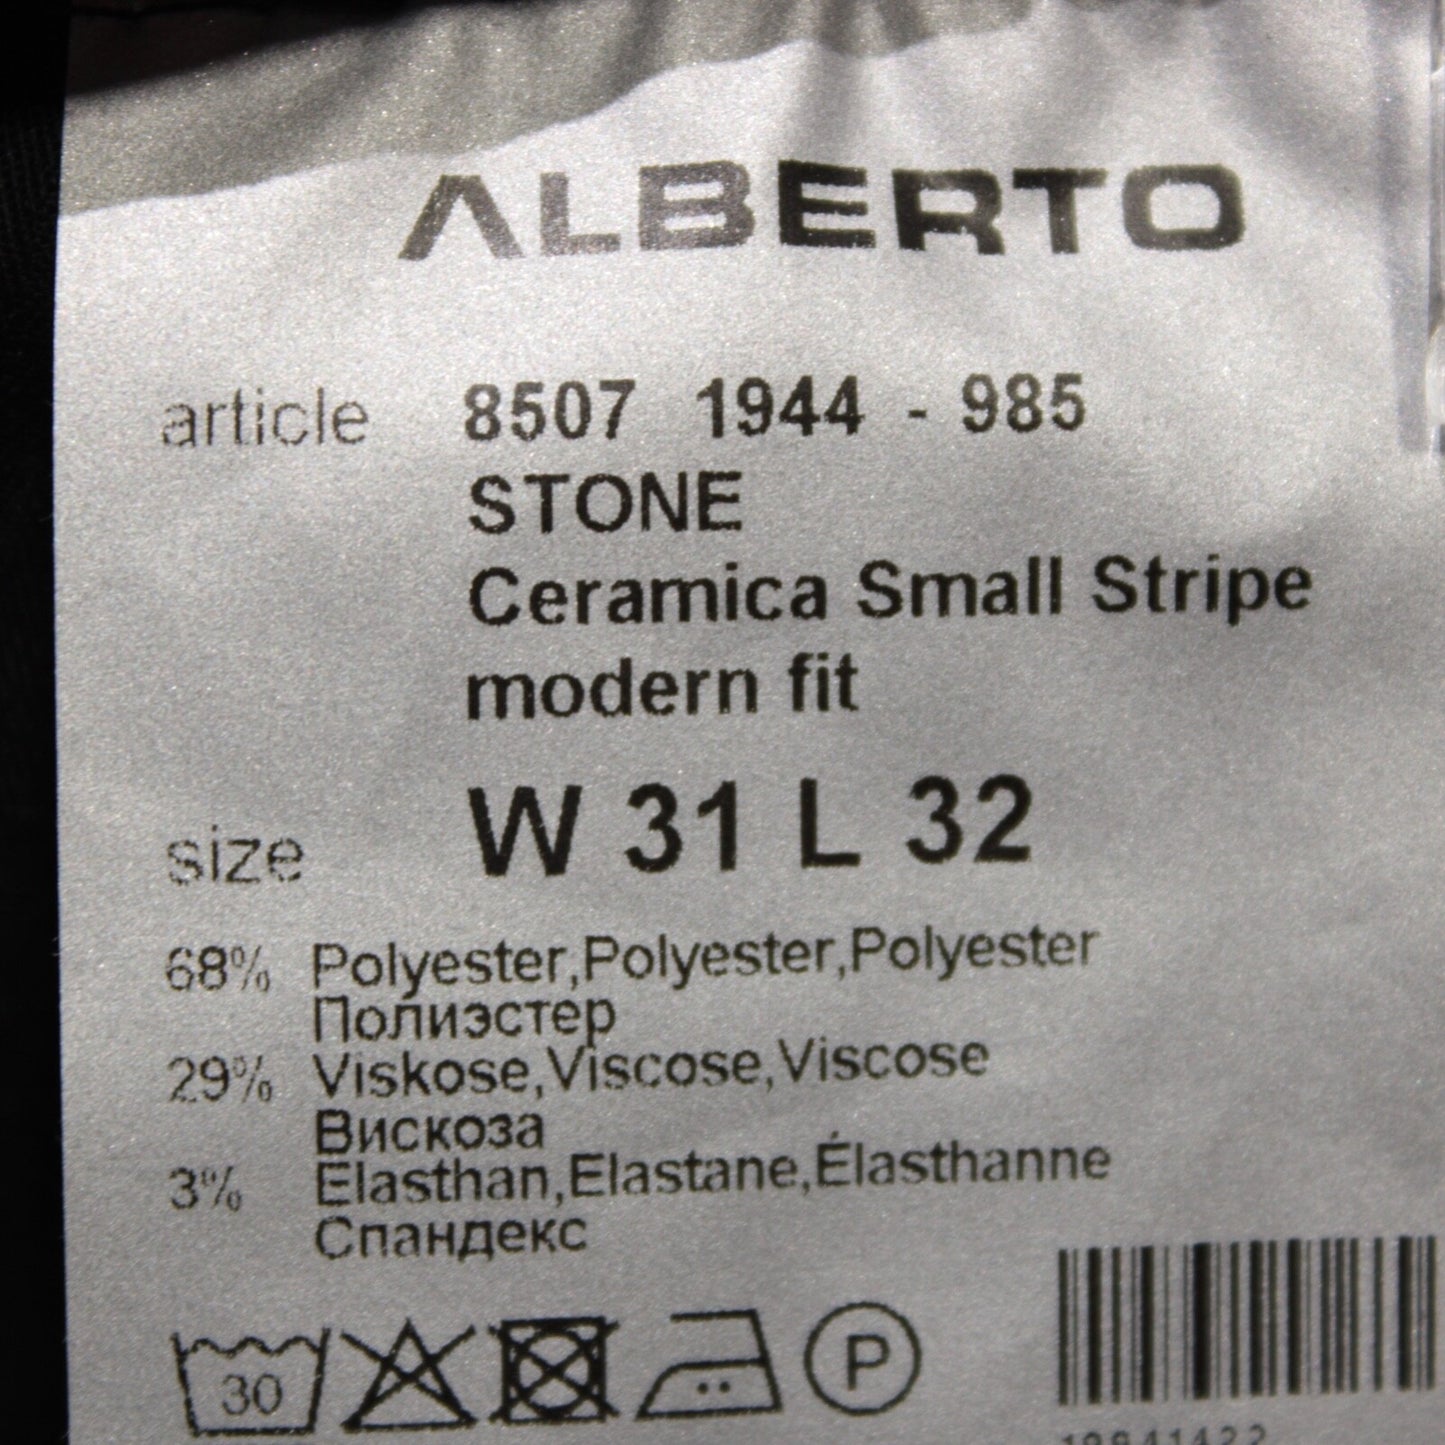 ALBERTO
article 8507 1944 - 985
STONE
Ceramica Small Stripe
modern fit
size W 31 L 32
68% Polyester,Polyester,Polyester
Полиэстер
29% Viskose,Viscose,Viscose
Вискоза
3% Elasthan,Elastane,Élasthanne
Спандекс
30 P